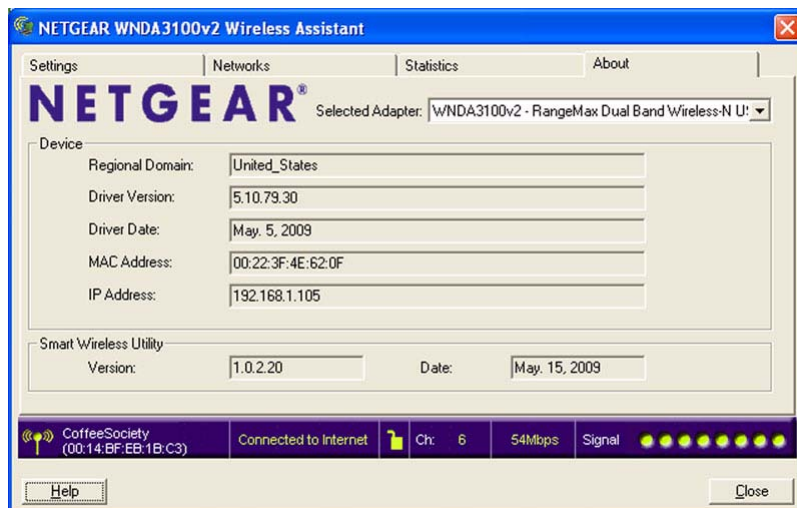 NETGEAR WNDA3100v2 Wireless Assistant
Settings Networks Statistics About
NETGEAR® Selected Adapter: WNDA3100v2 - RangeMax Dual Band Wireless-N U
Device
Regional Domain: United_States
Driver Version: 5.10.79.30
Driver Date: May. 5, 2009
MAC Address: 00:22:3F:4E:62:0F
IP Address: 192.168.1.105
Smart Wireless Utility
Version: 1.0.2.20 Date: May. 15, 2009
CoffeeSociety Connected to Internet Ch: 6 54Mbps Signal
(00:14:BF:EB:1B:C3)
Help Close